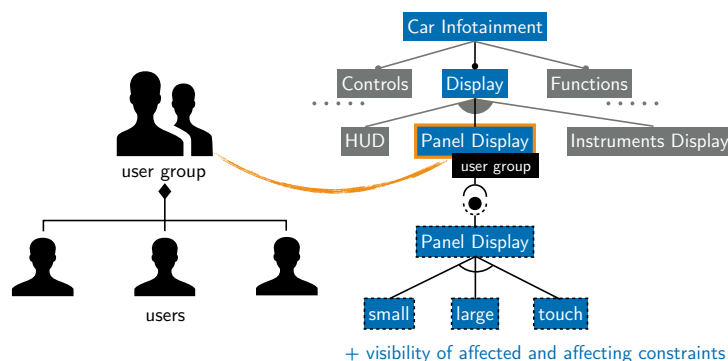 Car Infotainment
Controls
Display
Functions
HUD
Panel Display
Instruments Display
user group
user group
Panel Display
small
large
touch
users
+ visibility of affected and affecting constraints